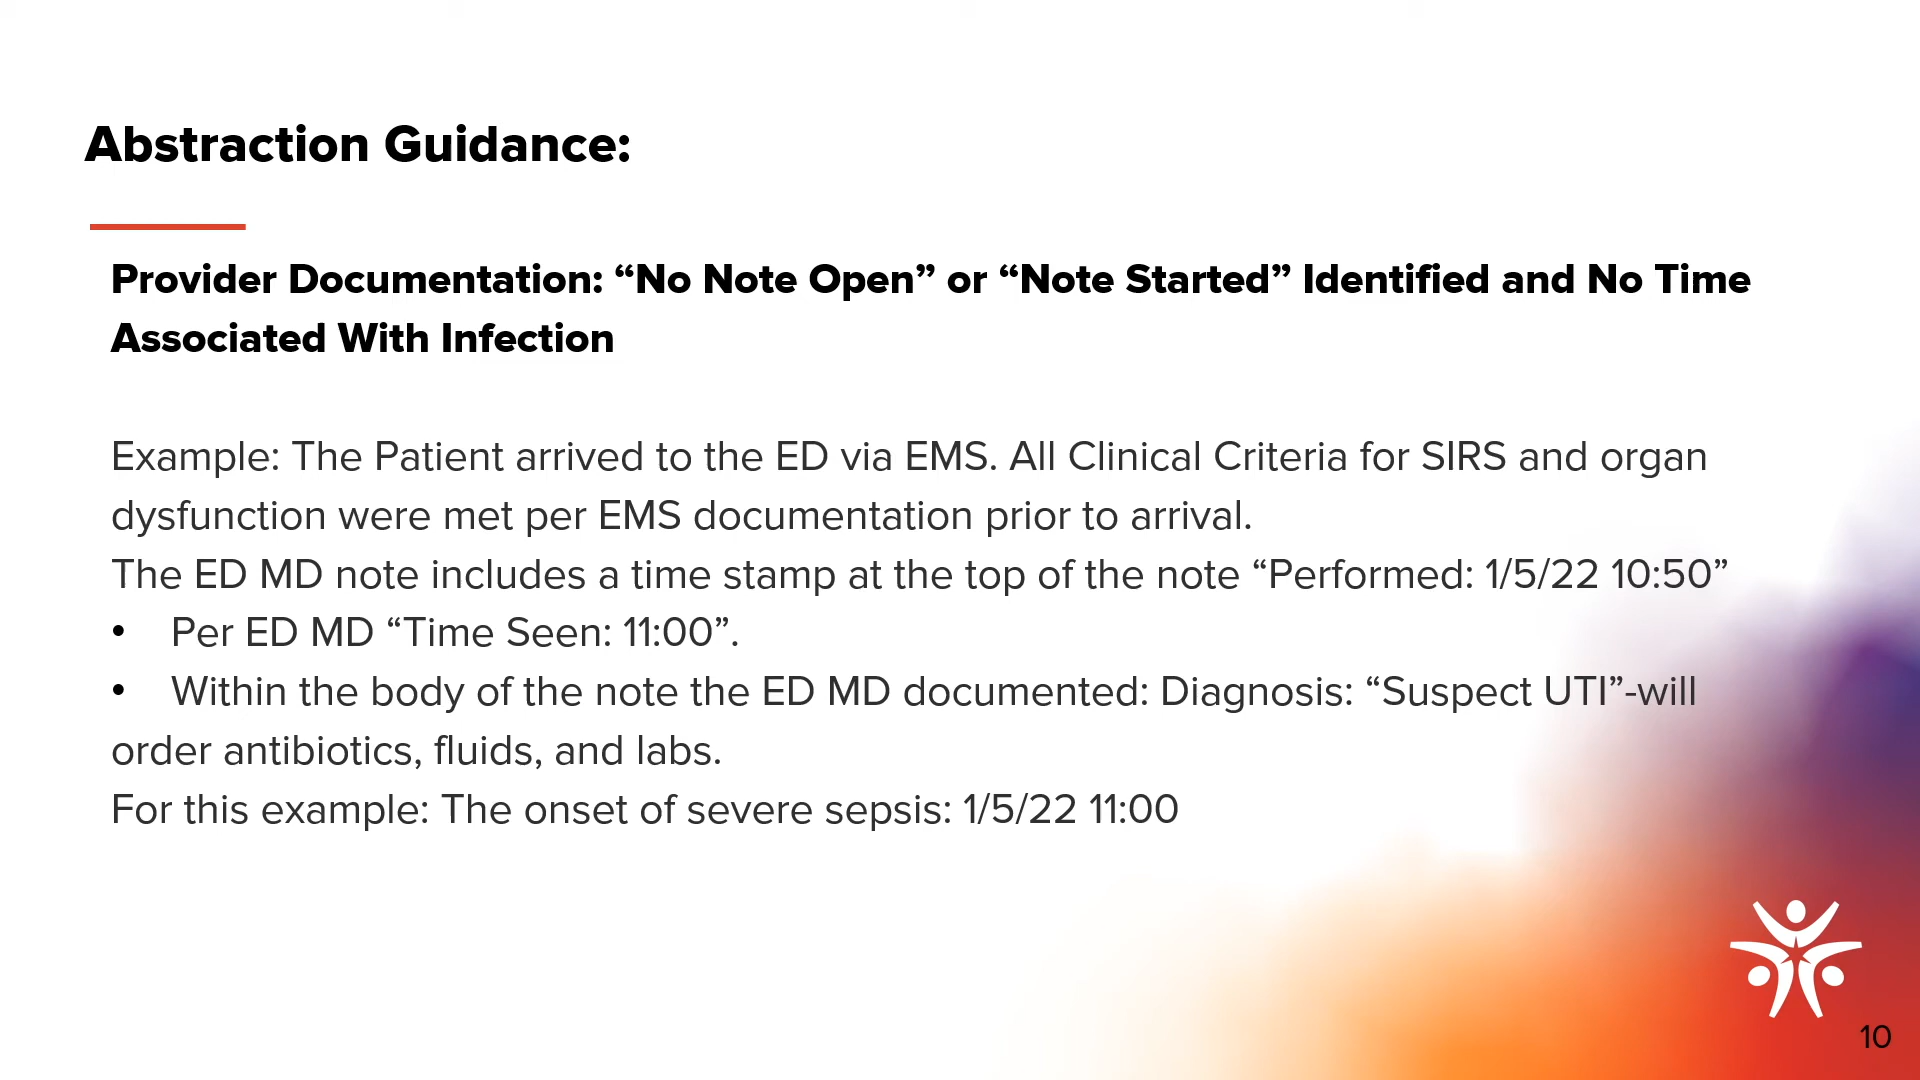 Abstraction Guidance:
Provider Documentation: “No Note Open” or “Note Started” Identified and No Time
Associated With Infection
Example: The Patient arrived to the ED via EMS. All Clinical Criteria for SIRS and organ
dysfunction were met per EMS documentation prior to arrival.
The ED MD note includes a time stamp at the top of the note “Performed: 1/5/22 10:50”
• Per ED MD “Time Seen: 11:00”.
• Within the body of the note the ED MD documented: Diagnosis: “Suspect UTI”-will
order antibiotics, fluids, and labs.
For this example: The onset of severe sepsis: 1/5/22 11:00
10